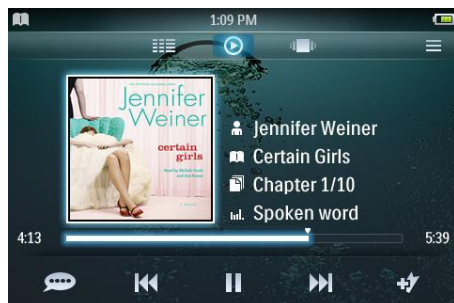 1:09 PM
Jennifer
Weiner
certain
girls
A NOVEL
Jennifer Weiner
Certain Girls
Chapter 1/10
Spoken word
4:13
5:39